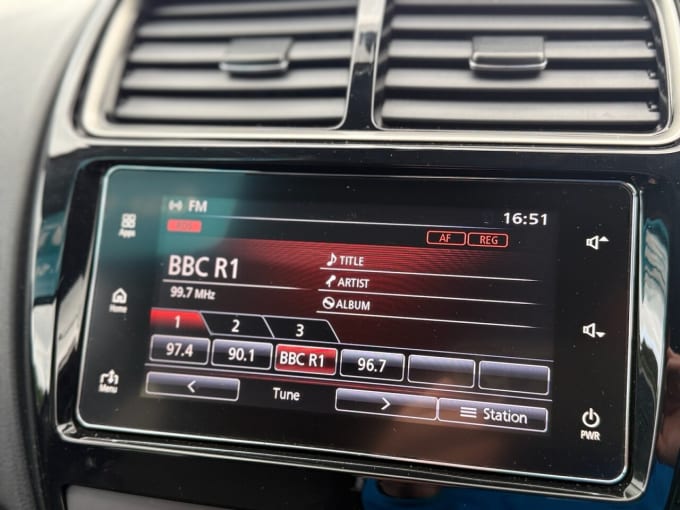 FM
16:51
AF REG
Apps
BBC R1
TITLE
99.7 MHz
ARTIST
ALBUM
Home
1 2 3
97.4 90.1 BBC R1 96.7
Menu
< Tune > Station
PWR